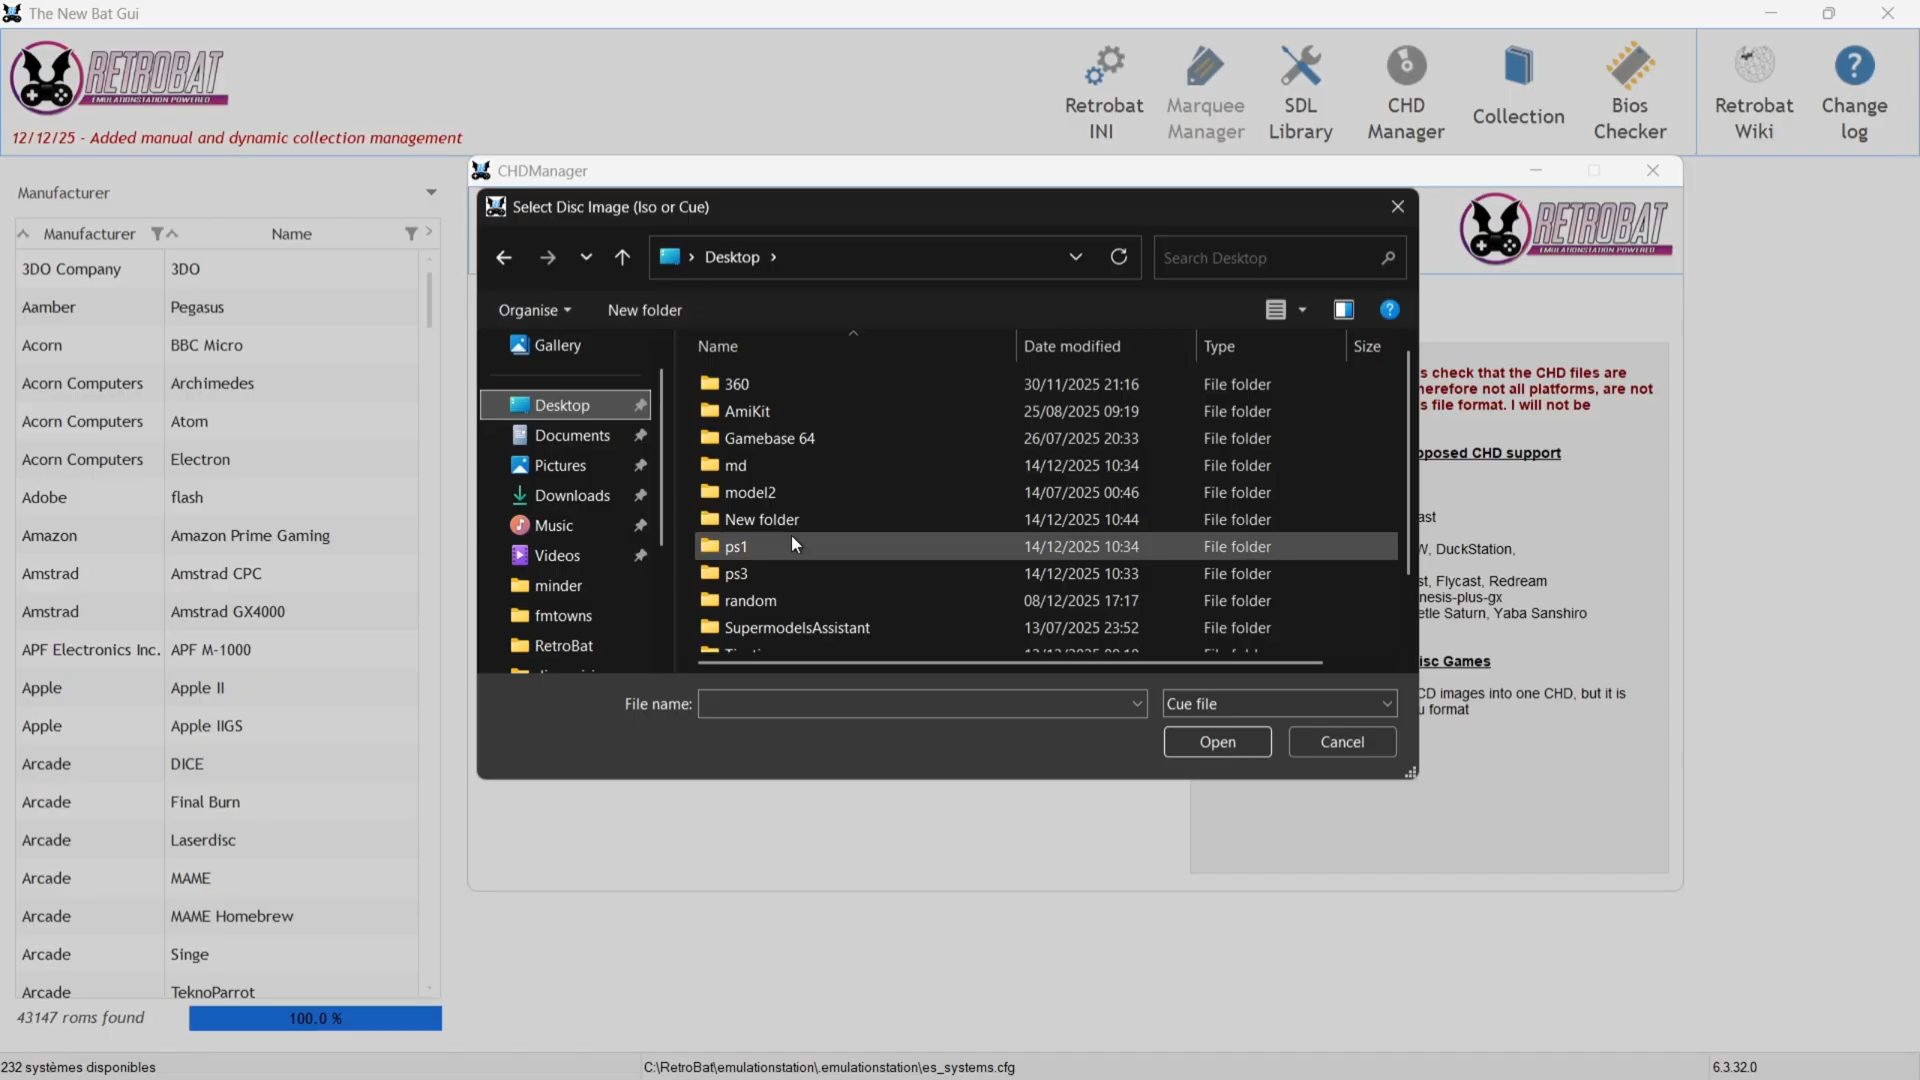 The New Bat Gui
RETROBAT
EMULATIONSTATION POWERED
12/12/25 - Added manual and dynamic collection management
Retrobat INI
Marquee Manager
SDL Library
CHD Manager
Collection
Bios Checker
Retrobat Wiki
Change log
Manufacturer
Manufacturer Name
3DO Company 3DO
Aamber Pegasus
Acorn BBC Micro
Acorn Computers Archimedes
Acorn Computers Atom
Acorn Computers Electron
Adobe flash
Amazon Amazon Prime Gaming
Amstrad Amstrad CPC
Amstrad Amstrad GX4000
APF Electronics Inc. APF M-1000
Apple Apple II
Apple Apple IIGS
Arcade DICE
Arcade Final Burn
Arcade Laserdisc
Arcade MAME
Arcade MAME Homebrew
Arcade Singe
Arcade TeknoParrot
43147 roms found 100.0 %
CHDManager
Select Disc Image (Iso or Cue)
Desktop
Search Desktop
Organise New folder
Gallery
Desktop
Documents
Pictures
Downloads
Music
Videos
minder
fmtowns
RetroBat
Name Date modified Type Size
360 30/11/2025 21:16 File folder
AmiKit 25/08/2025 09:19 File folder
Gamebase 64 26/07/2025 20:33 File folder
md 14/12/2025 10:34 File folder
model2 14/07/2025 00:46 File folder
New folder 14/12/2025 10:44 File folder
ps1 14/12/2025 10:34 File folder
ps3 14/12/2025 10:33 File folder
random 08/12/2025 17:17 File folder
SupermodelsAssistant 13/07/2025 23:52 File folder
File name: Cue file
Open Cancel
RETROBAT
EMULATIONSTATION POWERED
s check that the CHD files are
herefore not all platforms, are not
s file format. I will not be
pposed CHD support
ast
W, DuckStation,
st, Flycast, Redream
nesis-plus-gx
etle Saturn, Yaba Sanshiro
isc Games
CD images into one CHD, but it is
u format
232 systèmes disponibles
C:\RetroBat\emulationstation\.emulationstation\es_systems.cfg
6.3.32.0